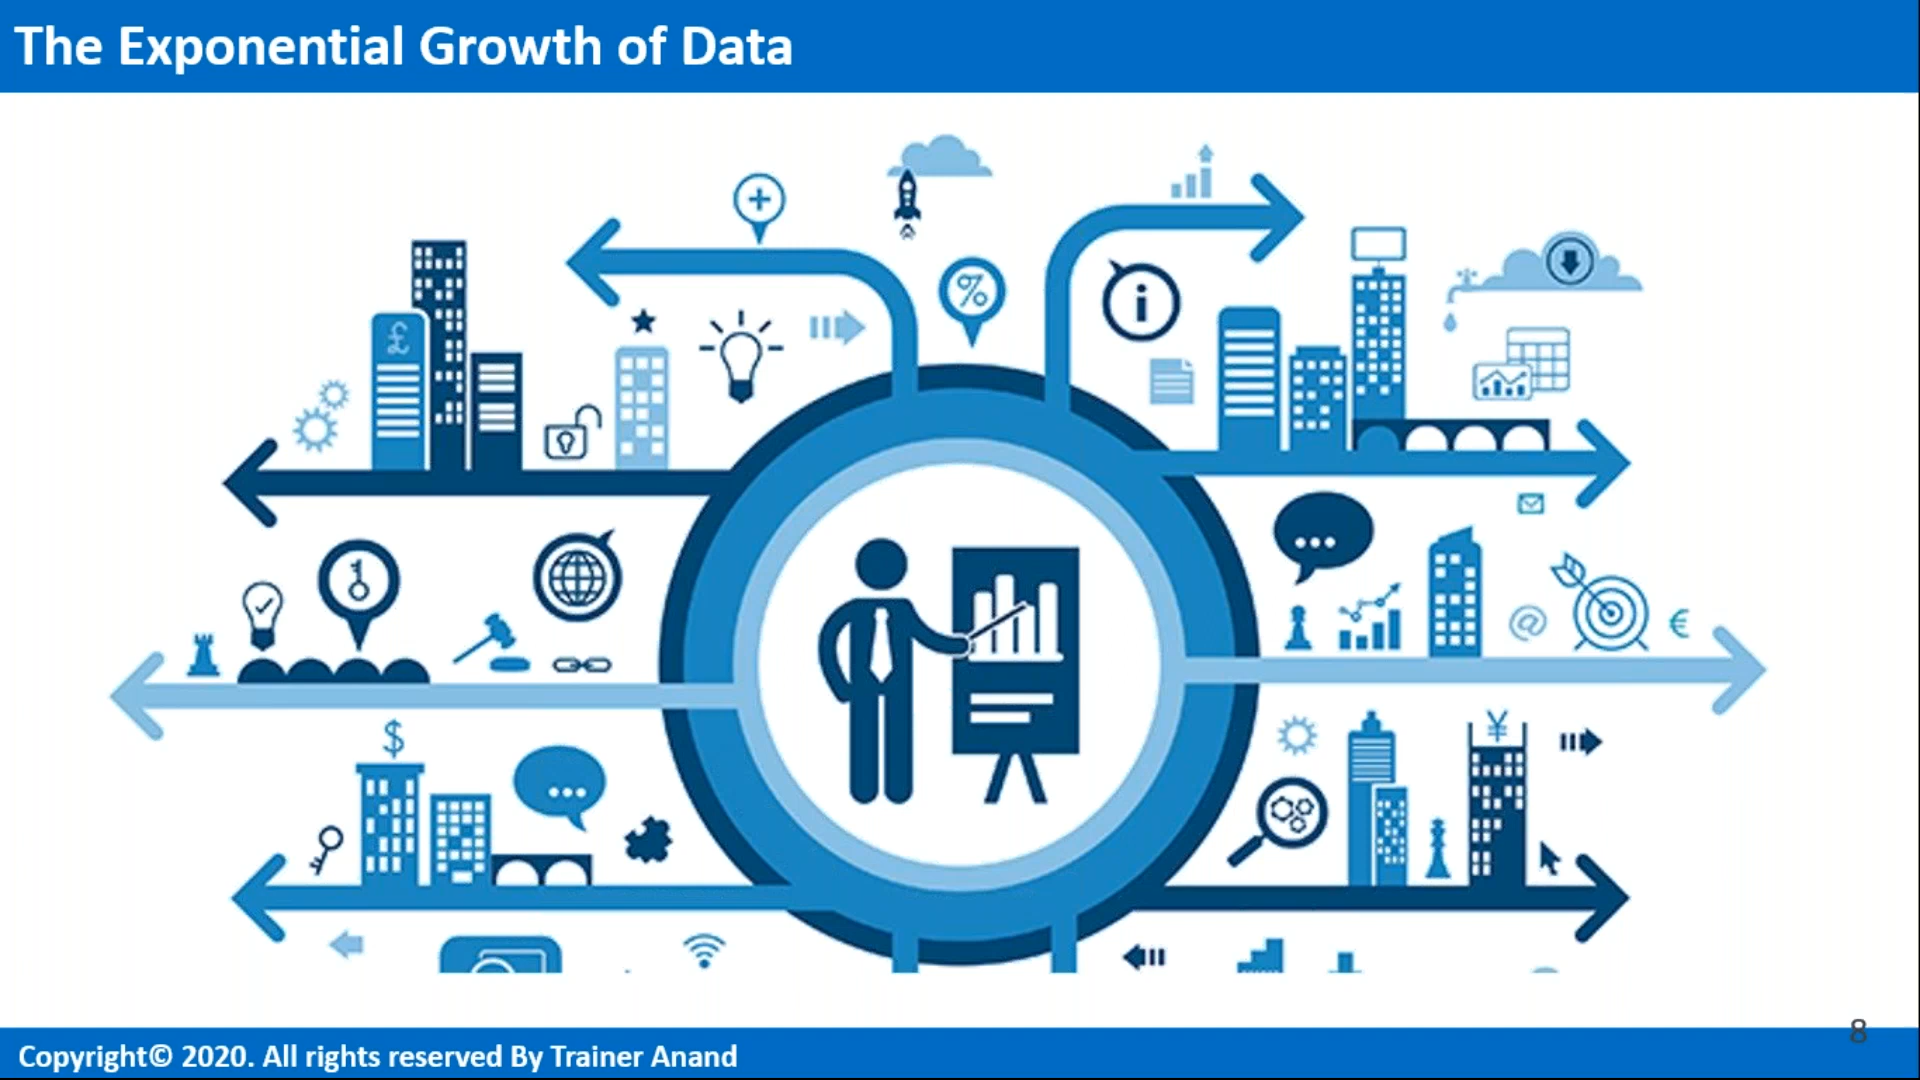 The Exponential Growth of Data
%
i
£
@
€
$
¥
8
Copyright© 2020. All rights reserved By Trainer Anand